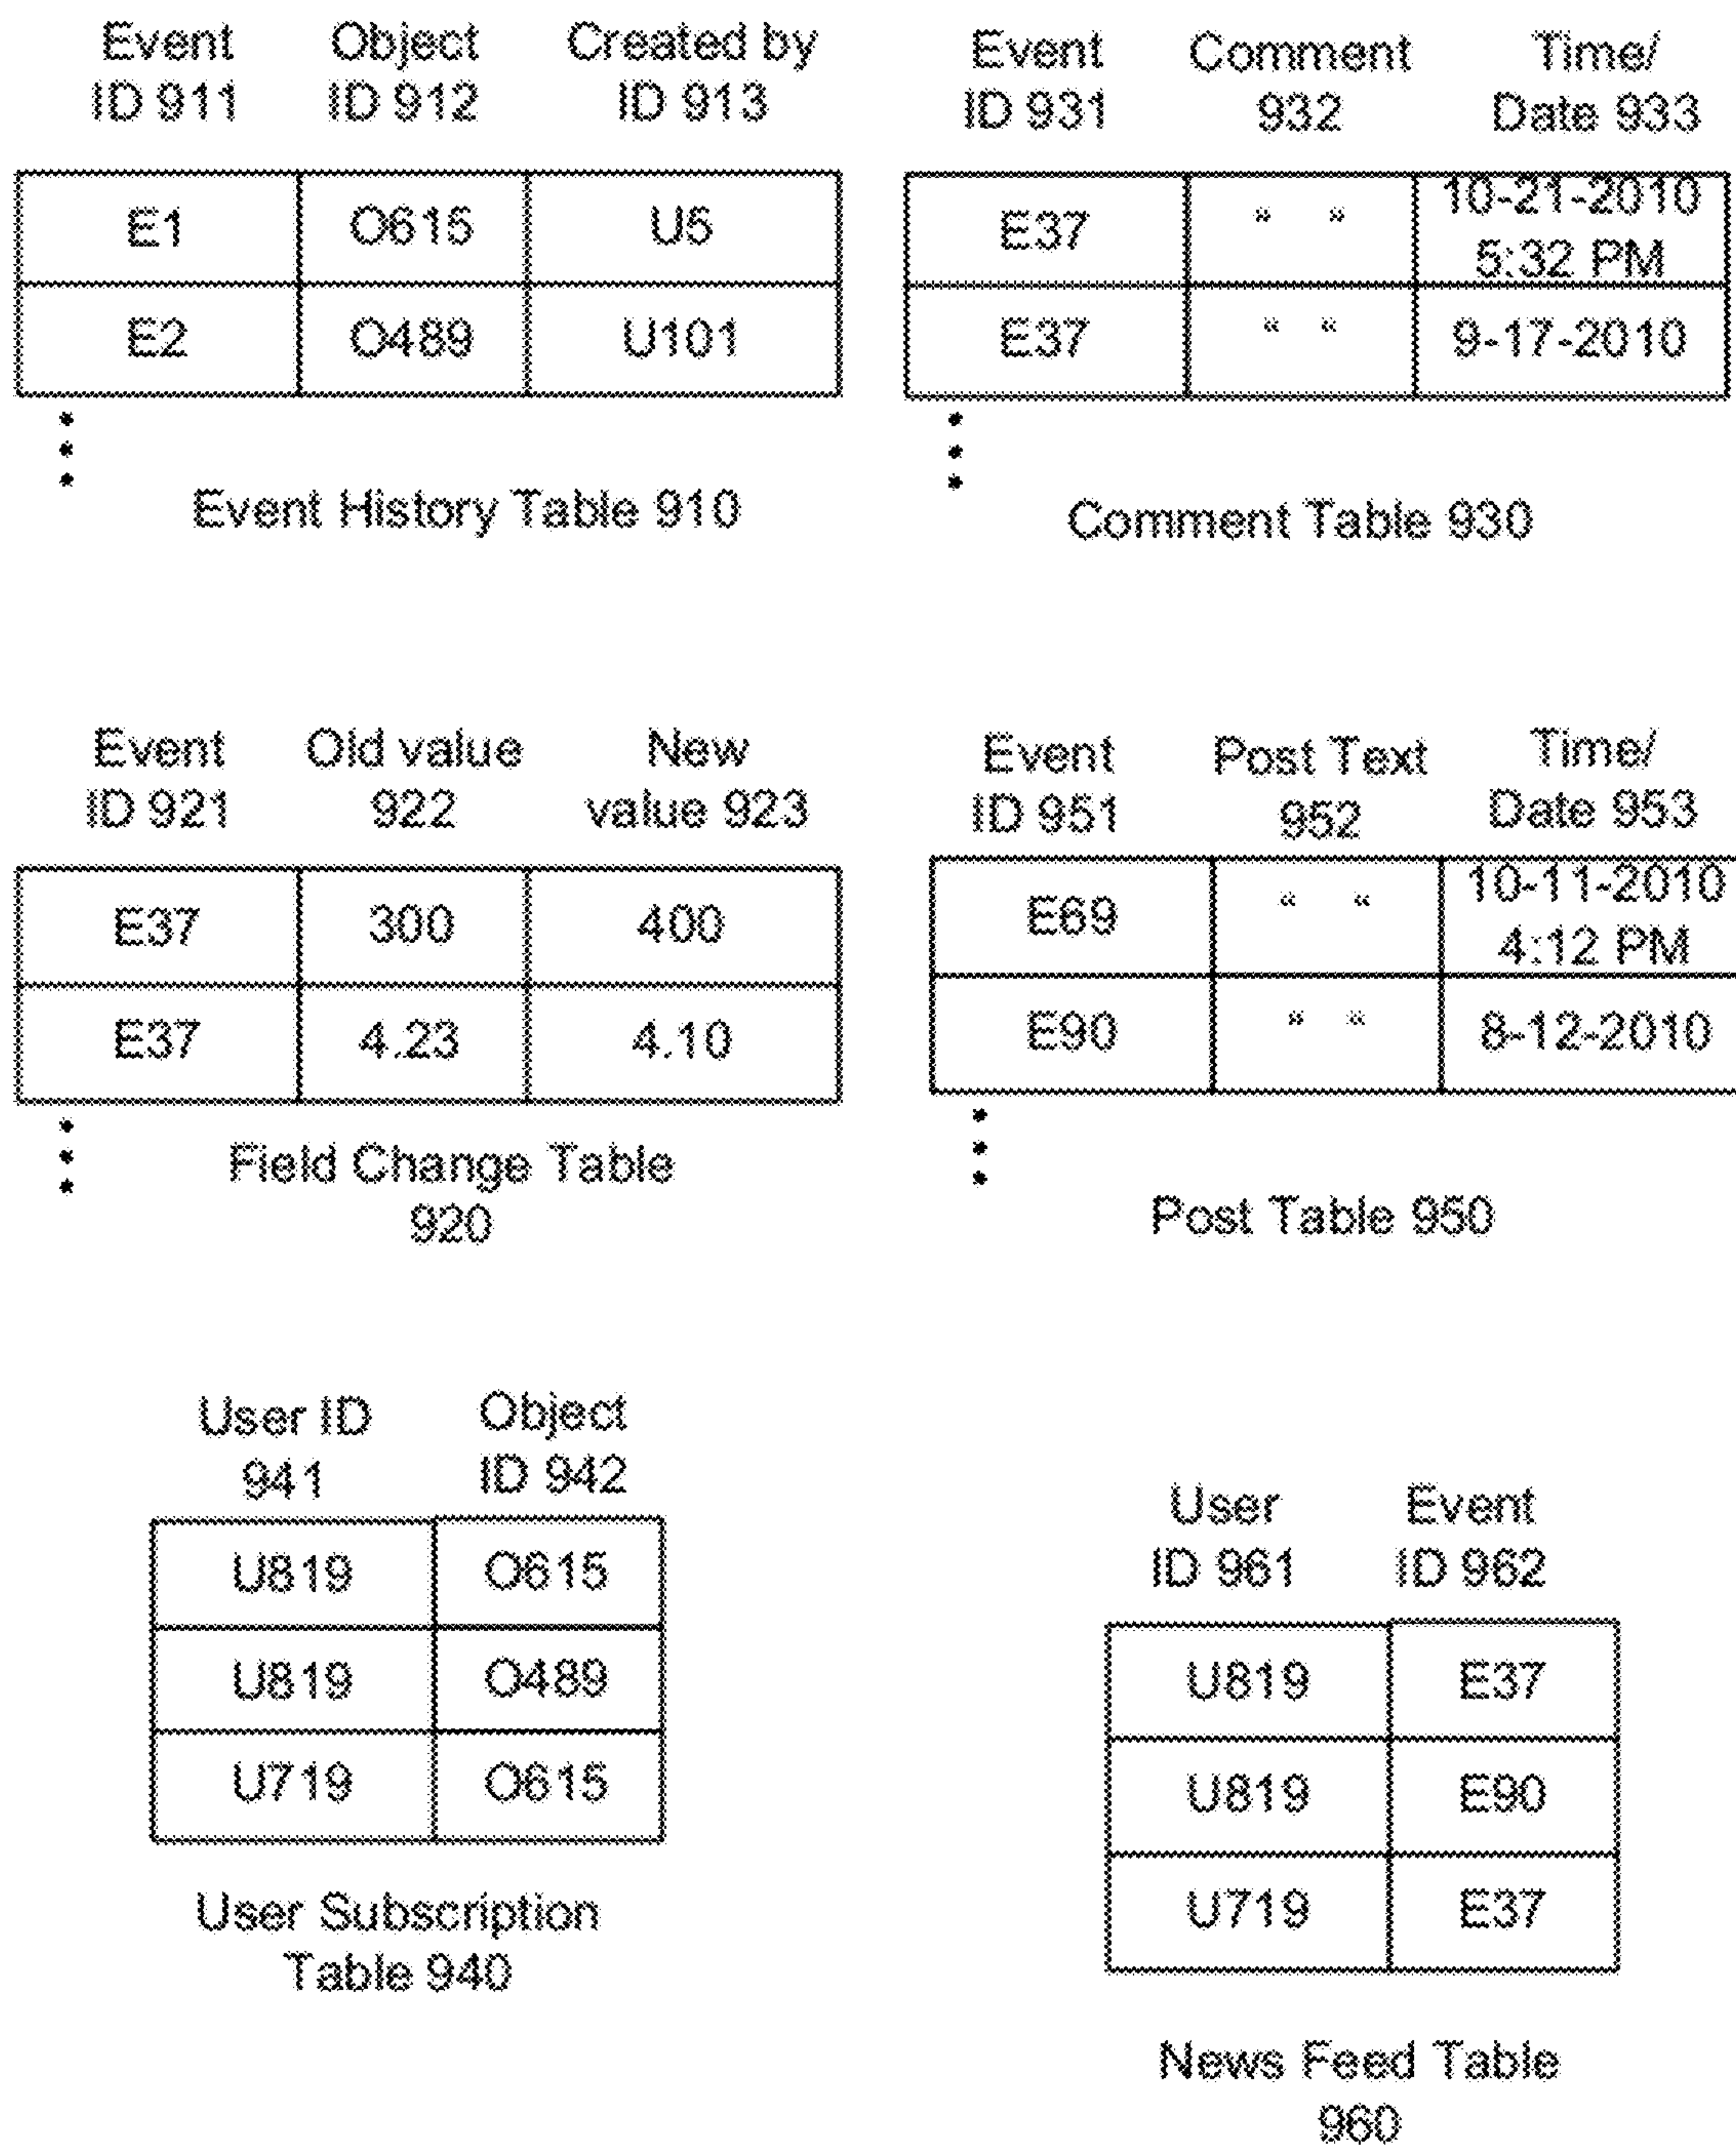 Event Object Created by
ID 911 ID 912 ID 913
E1 O615 U5
E2 O489 U101
Event History Table 910
Event Comment Time/
ID 931 932 Date 933
E37 “ “ 10-21-2010
5:32 PM
E37 “ “ 9-17-2010
Comment Table 930
Event Old value New
ID 921 922 value 923
E37 300 400
E37 4.23 4.10
Field Change Table
920
Event Post Text Time/
ID 951 952 Date 953
E69 “ “ 10-11-2010
4:12 PM
E90 “ “ 8-12-2010
Post Table 950
User ID Object
941 ID 942
U819 O615
U819 O489
U719 O615
User Subscription
Table 940
User Event
ID 961 ID 962
U819 E37
U819 E90
U719 E37
News Feed Table
960